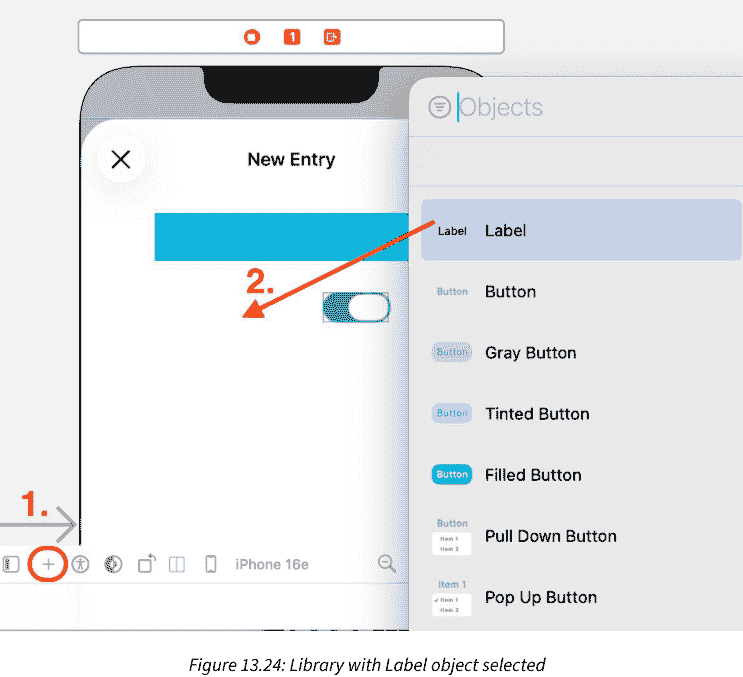 1
Objects
New Entry
Label Label
2.
Button Button
Button Gray Button
Button Tinted Button
Button Filled Button
1.
Button
Item 1
Item 2
Pull Down Button
iPhone 16e
Item 1
Item 1
Item 2
Pop Up Button
Figure 13.24: Library with Label object selected